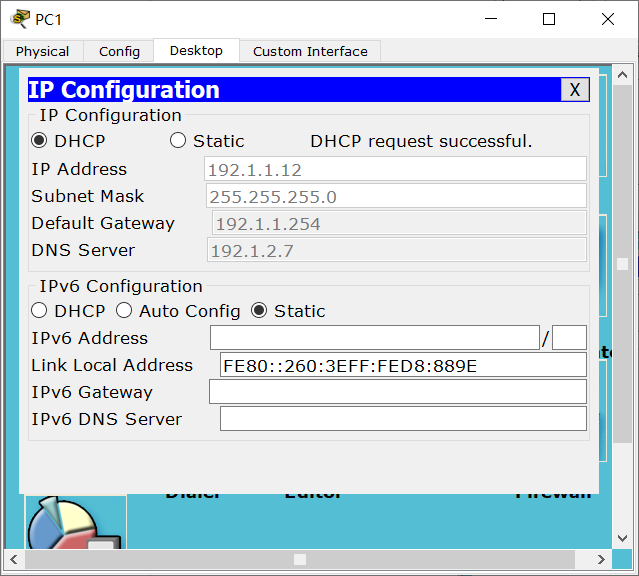 PC1
Physical Config Desktop Custom Interface
IP Configuration X
IP Configuration
DHCP Static DHCP request successful.
IP Address 192.1.1.12
Subnet Mask 255.255.255.0
Default Gateway 192.1.1.254
DNS Server 192.1.2.7
IPv6 Configuration
DHCP Auto Config Static
IPv6 Address /
Link Local Address FE80::260:3EFF:FED8:889E
IPv6 Gateway
IPv6 DNS Server
Dialer Editor Firewall